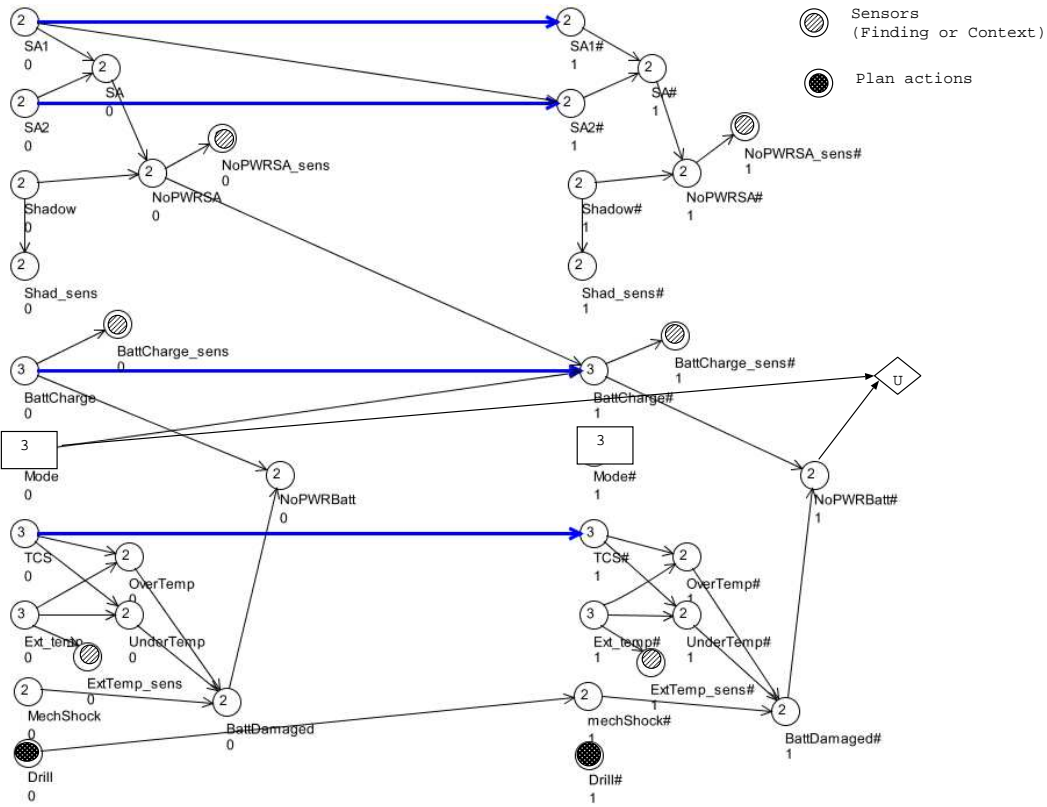 2
SA1
0
2
SA
0
2
SA2
0
2
Shadow
0
2
Shad_sens
0
2
NoPWRSA
0
NoPWRSA_sens
0
BattCharge_sens
0
3
BattCharge
0
3
Mode
0
2
NoPWRBatt
0
3
TCS
0
2
OverTemp
0
3
Ext_temp
0
2
UnderTemp
0
ExtTemp_sens
0
2
MechShock
0
2
BattDamaged
0
Drill
0
2
SA1#
1
2
SA#
1
2
SA2#
1
2
Shadow#
1
2
Shad_sens#
1
2
NoPWRSA#
1
NoPWRSA_sens#
1
BattCharge_sens#
1
3
BattCharge#
1
U
3
Mode#
1
2
NoPWRBatt#
1
3
TCS#
1
2
OverTemp#
1
3
Ext_temp#
1
2
UnderTemp#
1
ExtTemp_sens#
1
2
mechShock#
1
2
BattDamaged#
1
Drill#
1
Sensors
(Finding or Context)
Plan actions